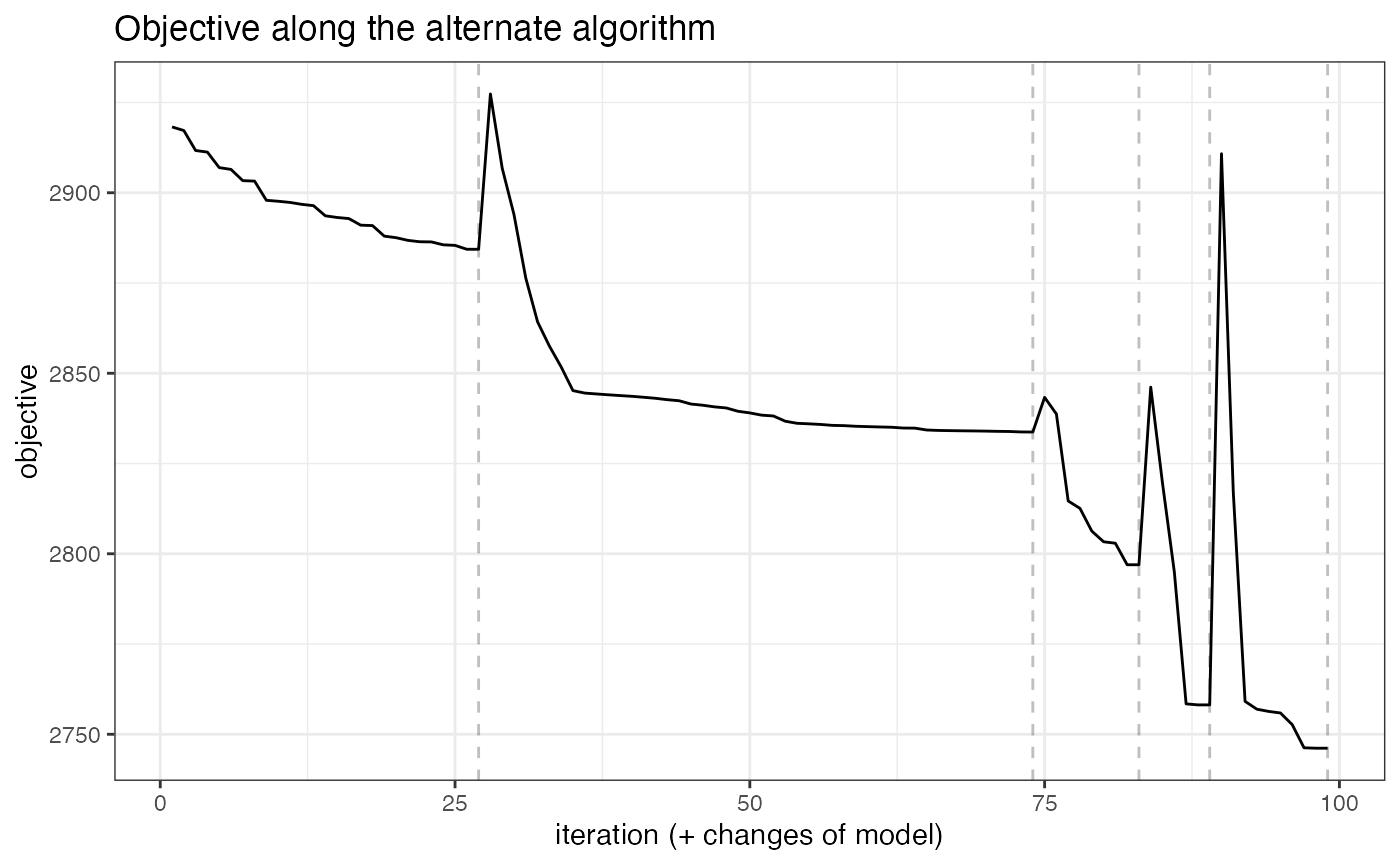 Objective along the alternate algorithm
objective
2900
2850
2800
2750
0 25 50 75 100
iteration (+ changes of model)